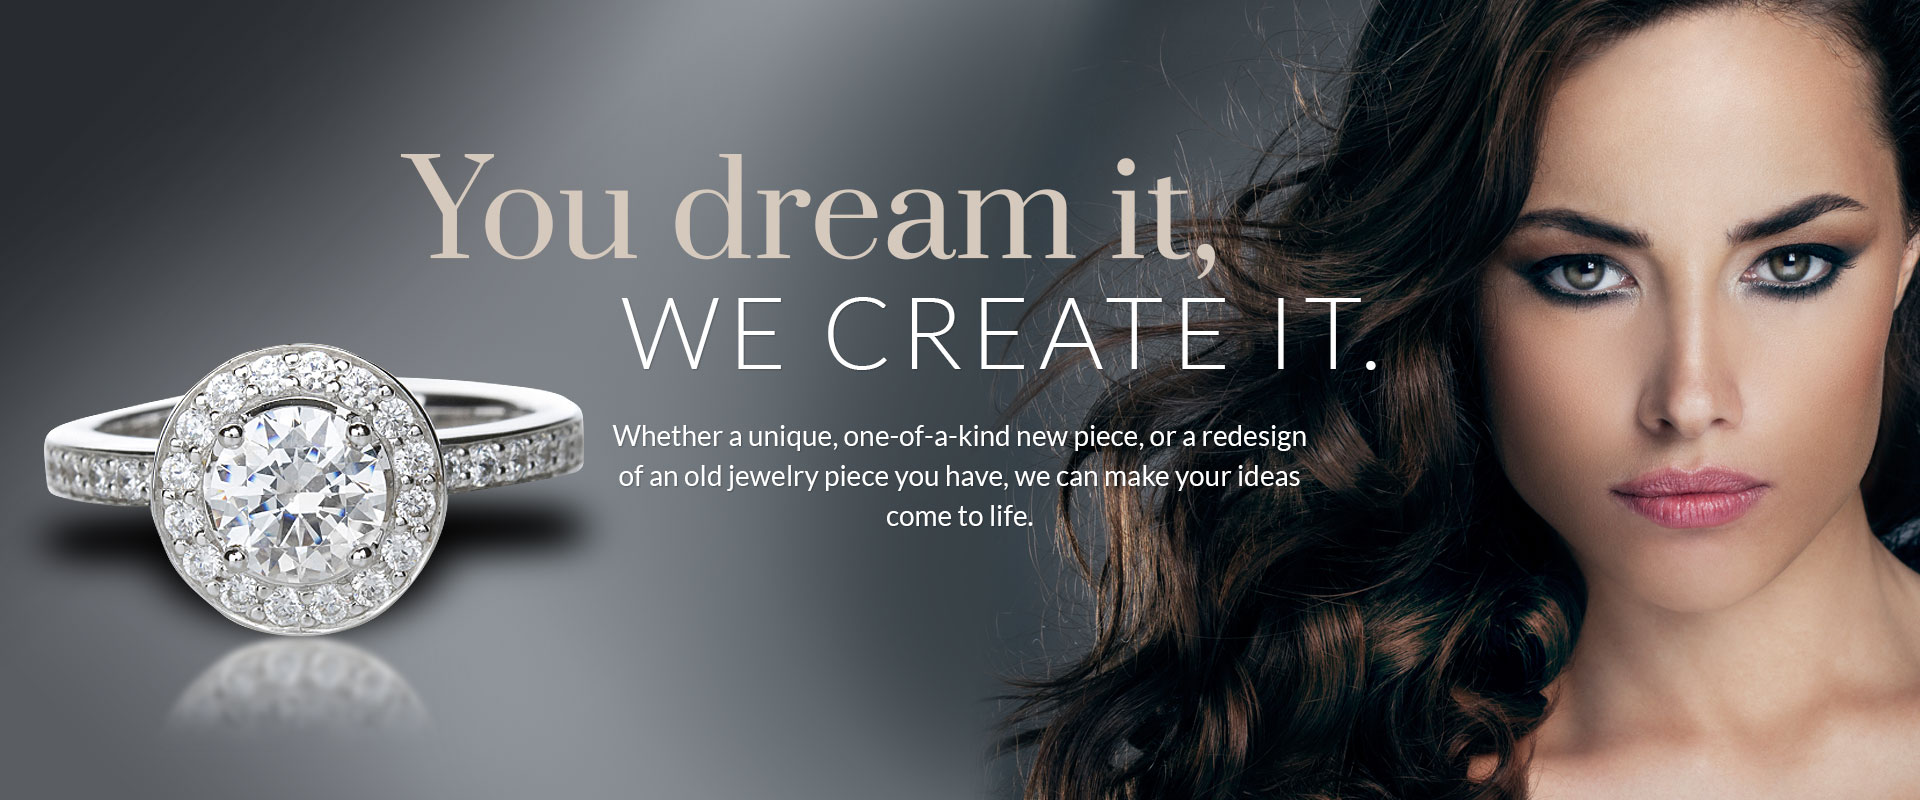 You dream it,
WE CREATE IT.
Whether a unique, one-of-a-kind new piece, or a redesign
of an old jewelry piece you have, we can make your ideas
come to life.